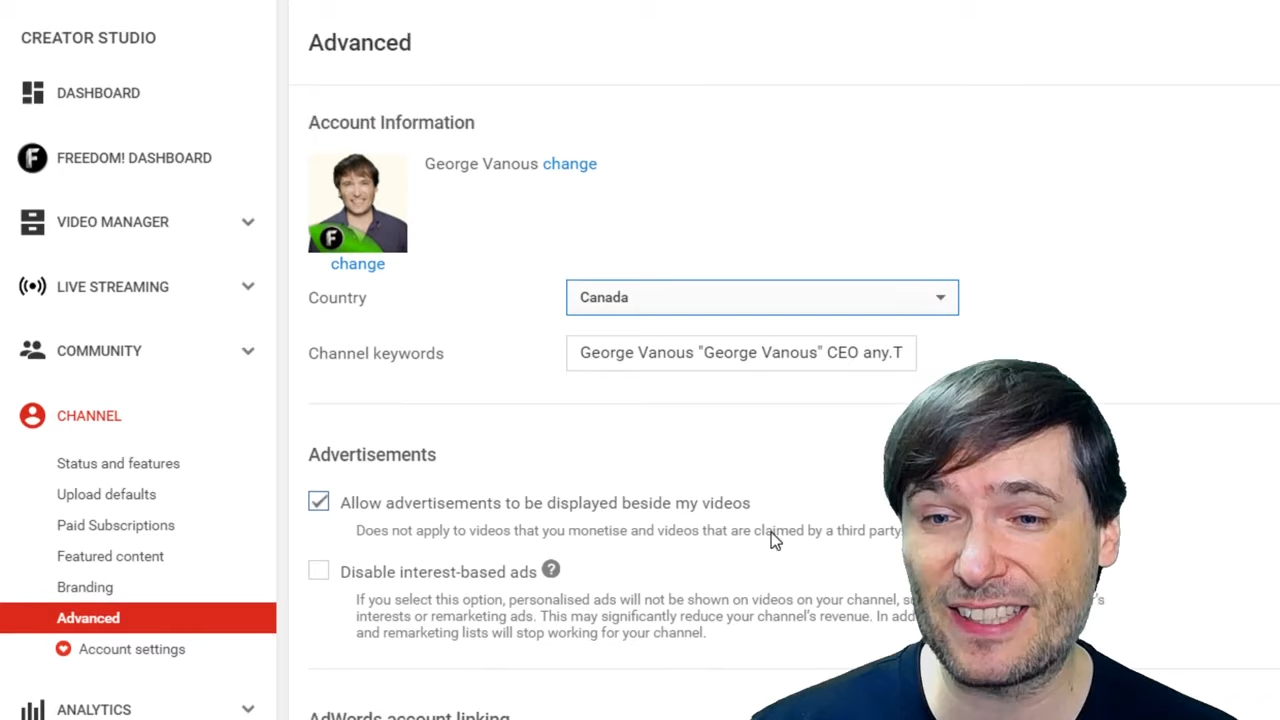 CREATOR STUDIO
DASHBOARD
F FREEDOM! DASHBOARD
VIDEO MANAGER
LIVE STREAMING
COMMUNITY
CHANNEL
Status and features
Upload defaults
Paid Subscriptions
Featured content
Branding
Advanced
Account settings
ANALYTICS
Advanced
Account Information
George Vanous change
F
change
Country Canada
Channel keywords George Vanous "George Vanous" CEO any.T
Advertisements
Allow advertisements to be displayed beside my videos
Does not apply to videos that you monetise and videos that are claimed by a third party.
Disable interest-based ads ?
If you select this option, personalised ads will not be shown on videos on your channel, 's
interests or remarketing ads. This may significantly reduce your channel's revenue. In
and remarketing lists will stop working for your channel.
AdWords account linking